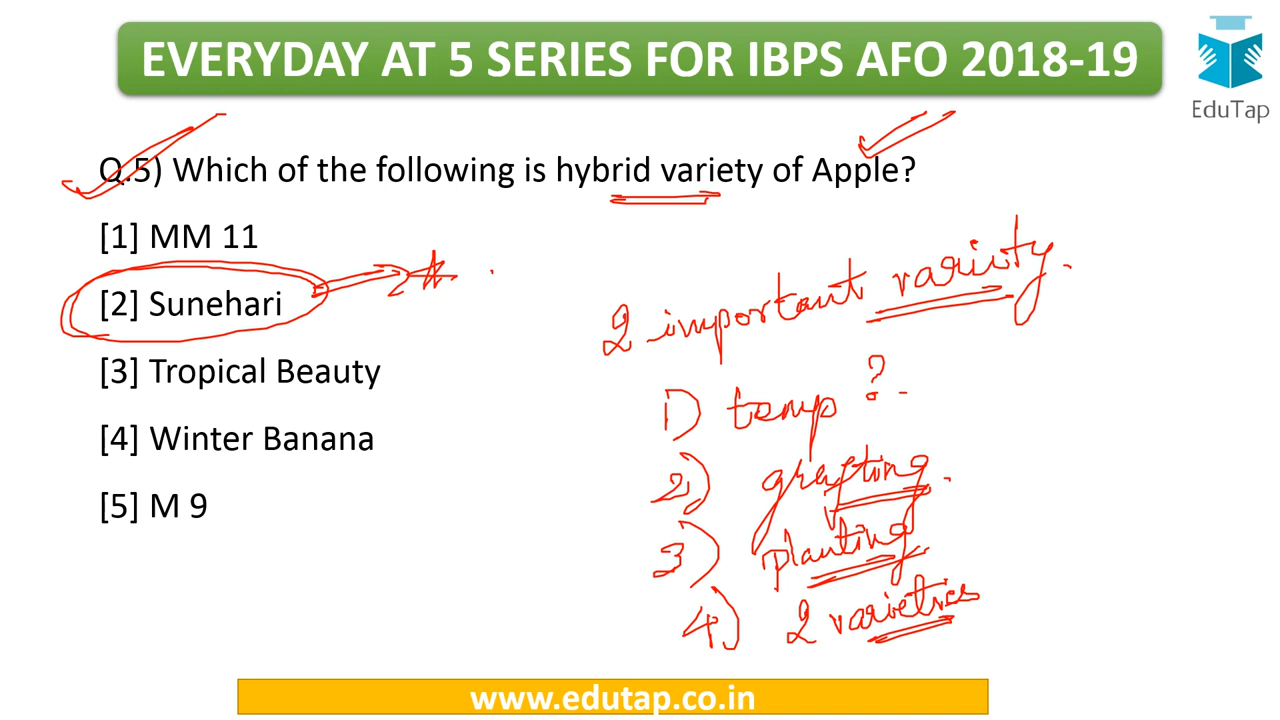 EVERYDAY AT 5 SERIES FOR IBPS AFO 2018-19
EduTap
Q.5) Which of the following is hybrid variety of Apple?
[1] MM 11
[2] Sunehari
[3] Tropical Beauty
[4] Winter Banana
[5] M 9
2 important variety.
1) temp ?
2) grafting.
3) planting
4) 2 varieties
www.edutap.co.in